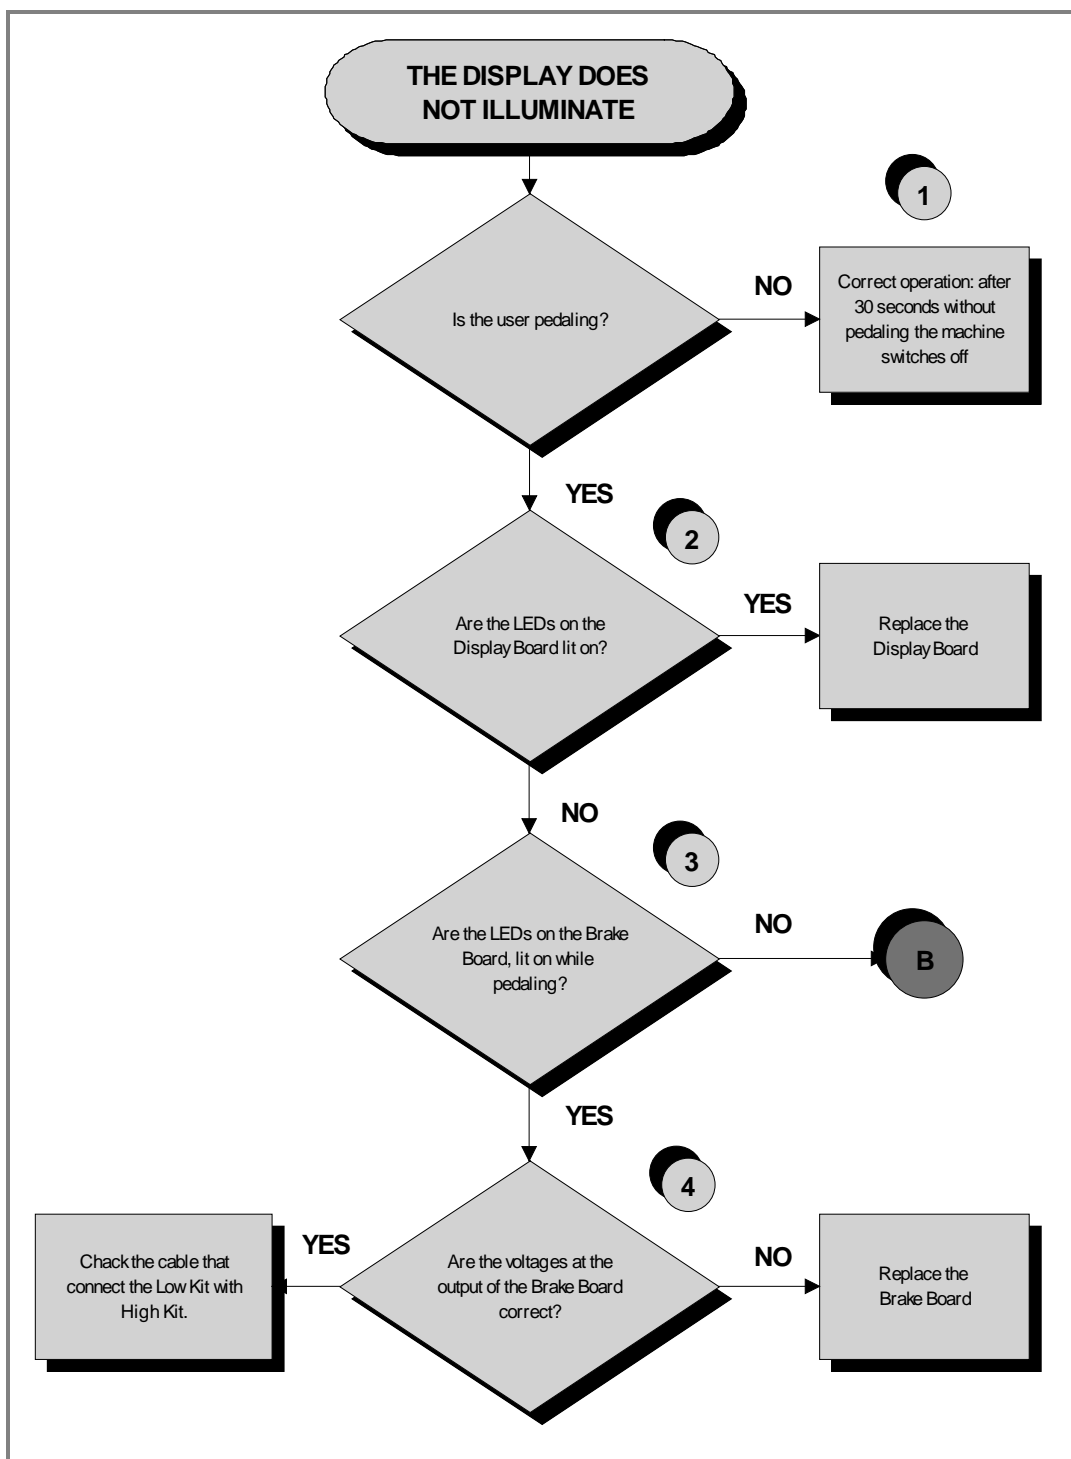 THE DISPLAY DOES
NOT ILLUMINATE
1
Is the user pedaling?
NO
Correct operation: after
30 seconds without
pedaling the machine
switches off
YES
2
Are the LEDs on the
Display Board lit on?
YES
Replace the
Display Board
NO
3
Are the LEDs on the Brake
Board, lit on while
pedaling?
NO
B
YES
4
Are the voltages at the
output of the Brake Board
correct?
YES
Chack the cable that
connect the Low Kit with
High Kit.
NO
Replace the
Brake Board